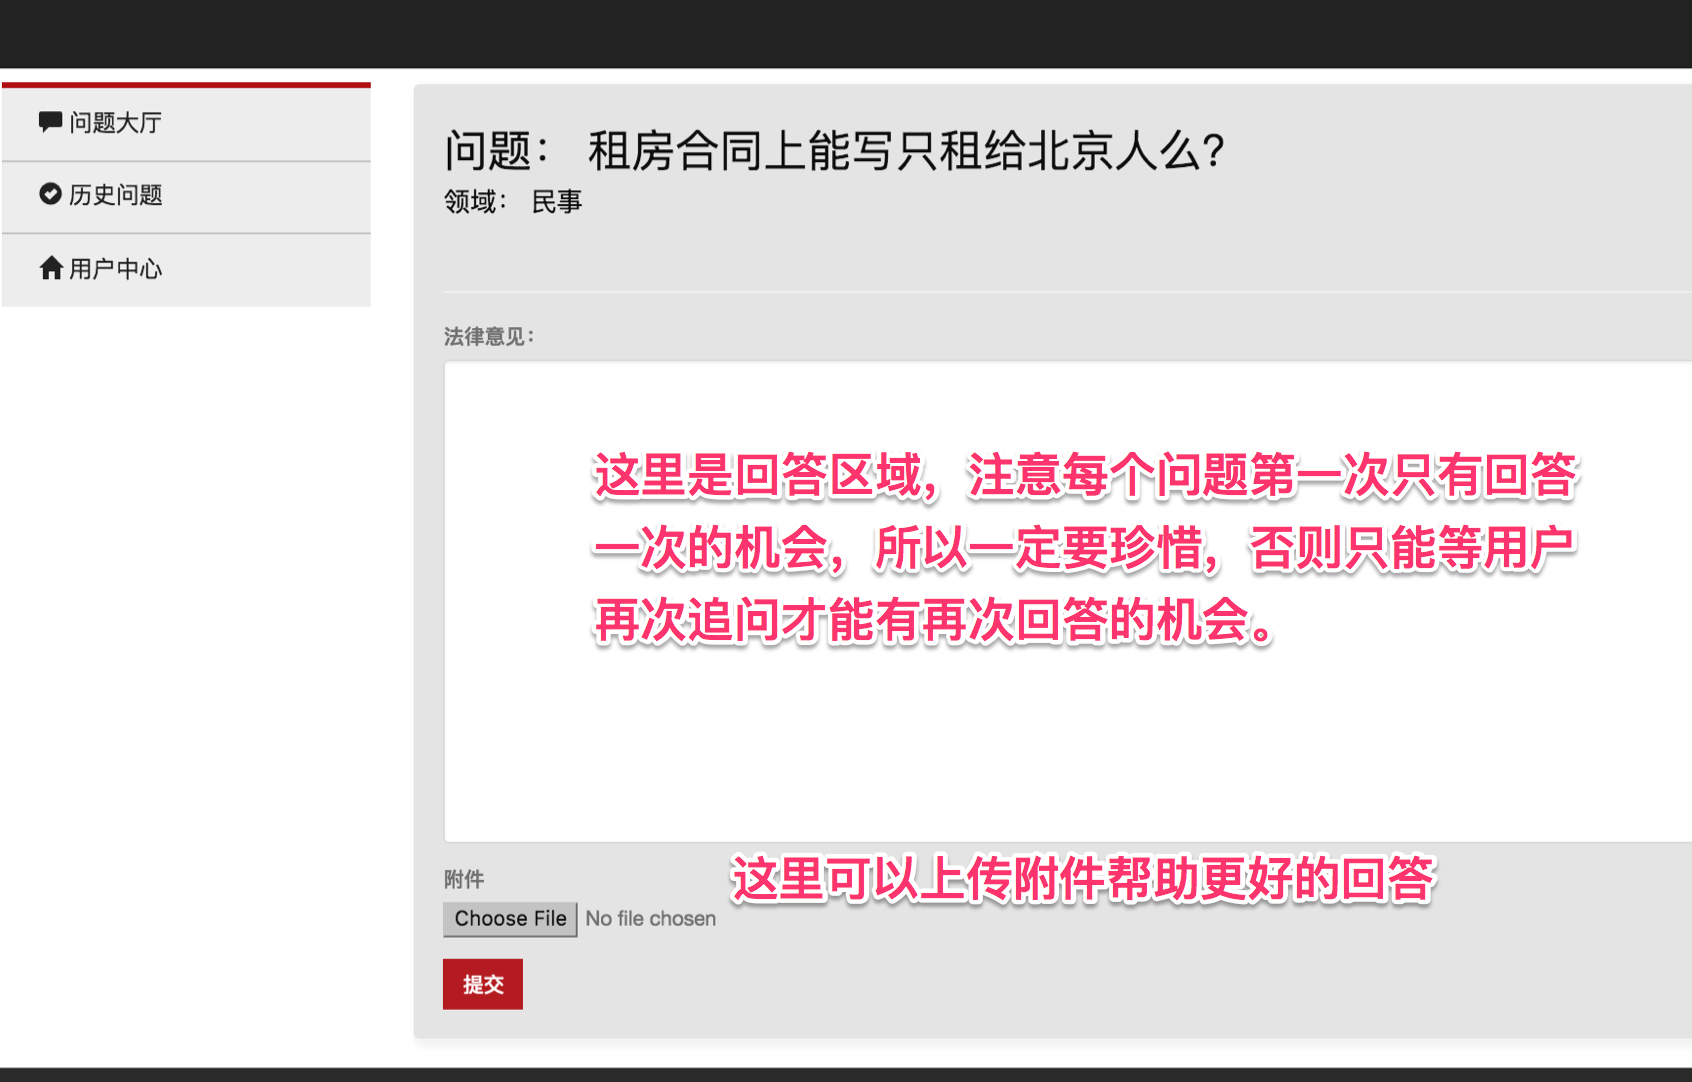 问题大厅
历史问题
用户中心
问题： 租房合同上能写只租给北京人么？
领域： 民事
法律意见：
这里是回答区域，注意每个问题第一次只有回答
一次的机会，所以一定要珍惜，否则只能等用户
再次追问才能有再次回答的机会。
附件
这里可以上传附件帮助更好的回答
Choose File No file chosen
提交